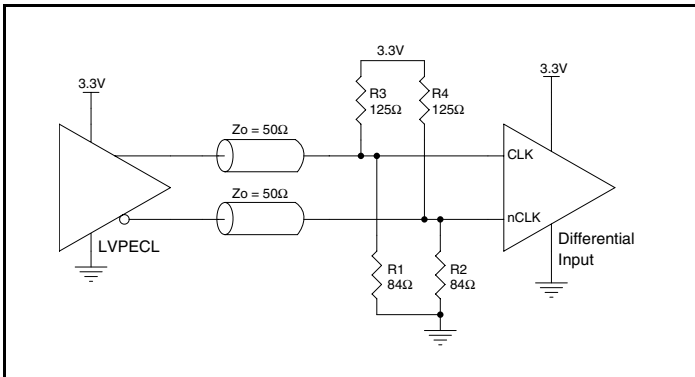 3.3V
3.3V
3.3V
R3
125Ω
R4
125Ω
Zo = 50Ω
CLK
Zo = 50Ω
nCLK
LVPECL
Differential
Input
R1
84Ω
R2
84Ω